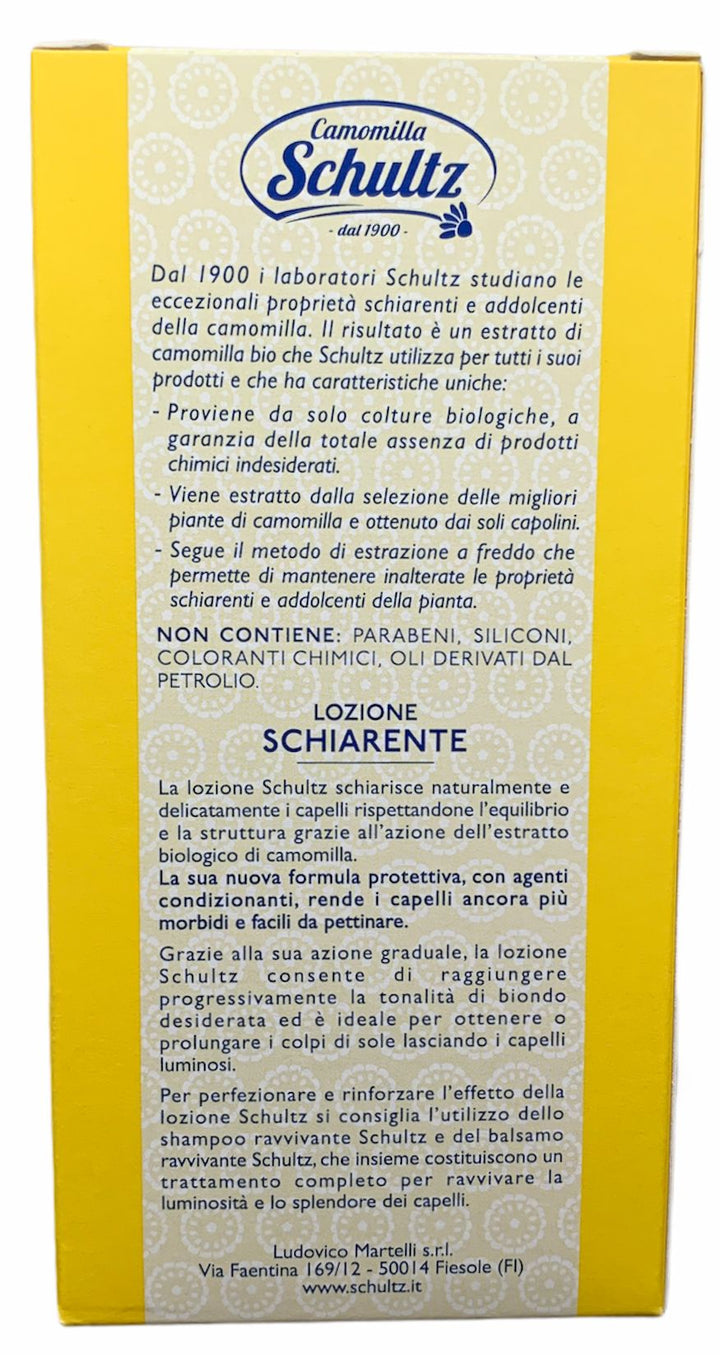 Camomilla
Schultz
- dal 1900 -
Dal 1900 i laboratori Schultz studiano le
eccezionali proprietà schiarenti e addolcenti
della camomilla. Il risultato è un estratto di
camomilla bio che Schultz utilizza per tutti i suoi
prodotti e che ha caratteristiche uniche:
- Proviene da solo colture biologiche, a
garanzia della totale assenza di prodotti
chimici indesiderati.
- Viene estratto dalla selezione delle migliori
piante di camomilla e ottenuto dai soli capolini.
- Segue il metodo di estrazione a freddo che
permette di mantenere inalterate le proprietà
schiarenti e addolcenti della pianta.
NON CONTIENE: PARABENI, SILICONI,
COLORANTI CHIMICI, OLI DERIVATI DAL
PETROLIO.
LOZIONE
SCHIARENTE
La lozione Schultz schiarisce naturalmente e
delicatamente i capelli rispettandone l'equilibrio
e la struttura grazie all'azione dell'estratto
biologico di camomilla.
La sua nuova formula protettiva, con agenti
condizionanti, rende i capelli ancora più
morbidi e facili da pettinare.
Grazie alla sua azione graduale, la lozione
Schultz consente di raggiungere
progressivamente la tonalità di biondo
desiderata ed è ideale per ottenere o
prolungare i colpi di sole lasciando i capelli
luminosi.
Per perfezionare e rinforzare l'effetto della
lozione Schultz si consiglia l'utilizzo dello
shampoo ravvivante Schultz e del balsamo
ravvivante Schultz, che insieme costituiscono un
trattamento completo per ravvivare la
luminosità e lo splendore dei capelli.
Ludovico Martelli s.r.l.
Via Faentina 169/12 - 50014 Fiesole (FI)
www.schultz.it